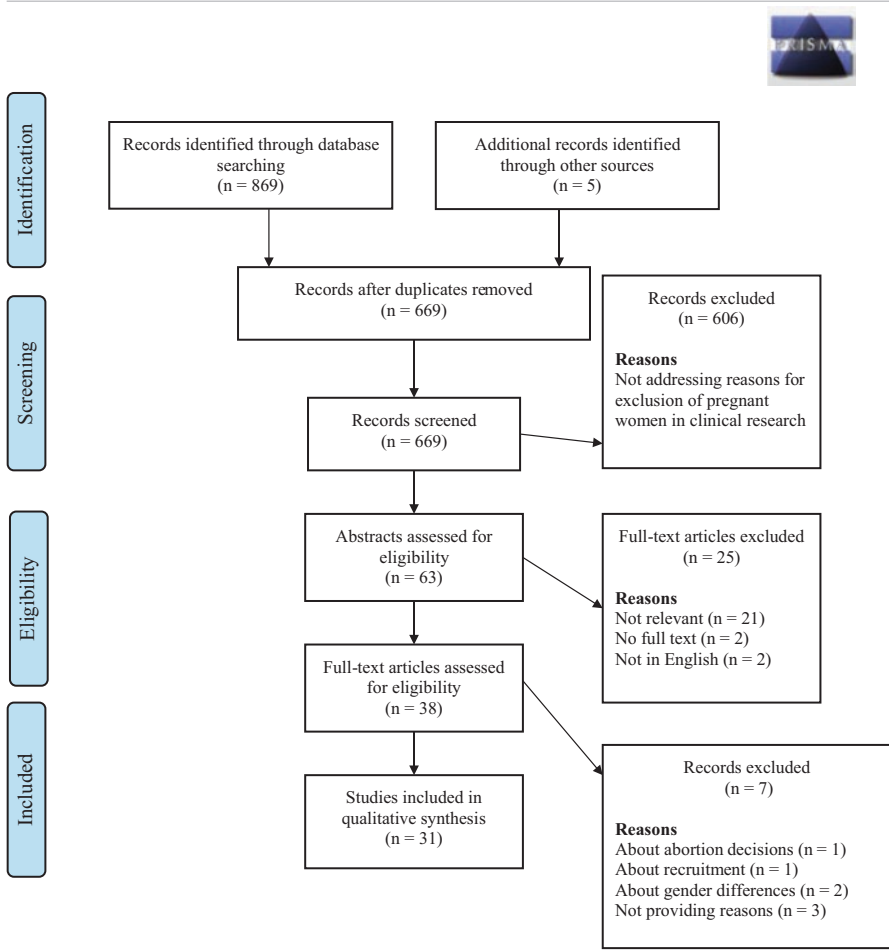 PRISMA
Identification
Records identified through database
searching
(n = 869)
Additional records identified
through other sources
(n = 5)
Records after duplicates removed
(n = 669)
Screening
Records screened
(n = 669)
Records excluded
(n = 606)
Reasons
Not addressing reasons for
exclusion of pregnant
women in clinical research
Eligibility
Abstracts assessed for
eligibility
(n = 63)
Full-text articles excluded
(n = 25)
Reasons
Not relevant (n = 21)
No full text (n = 2)
Not in English (n = 2)
Full-text articles assessed
for eligibility
(n = 38)
Included
Studies included in
qualitative synthesis
(n = 31)
Records excluded
(n = 7)
Reasons
About abortion decisions (n = 1)
About recruitment (n = 1)
About gender differences (n = 2)
Not providing reasons (n = 3)